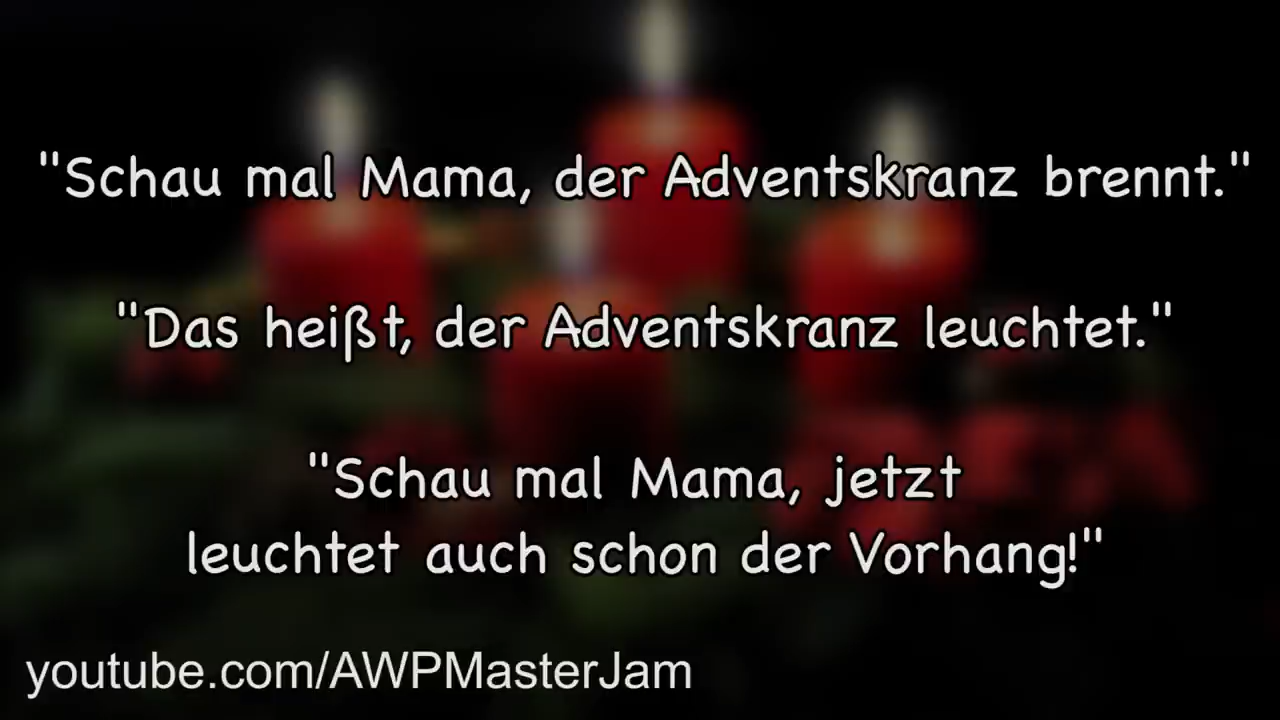 "Schau mal Mama, der Adventskranz brennt."
"Das heißt, der Adventskranz leuchtet."
"Schau mal Mama, jetzt
leuchtet auch schon der Vorhang!"
youtube.com/AWPMasterJam